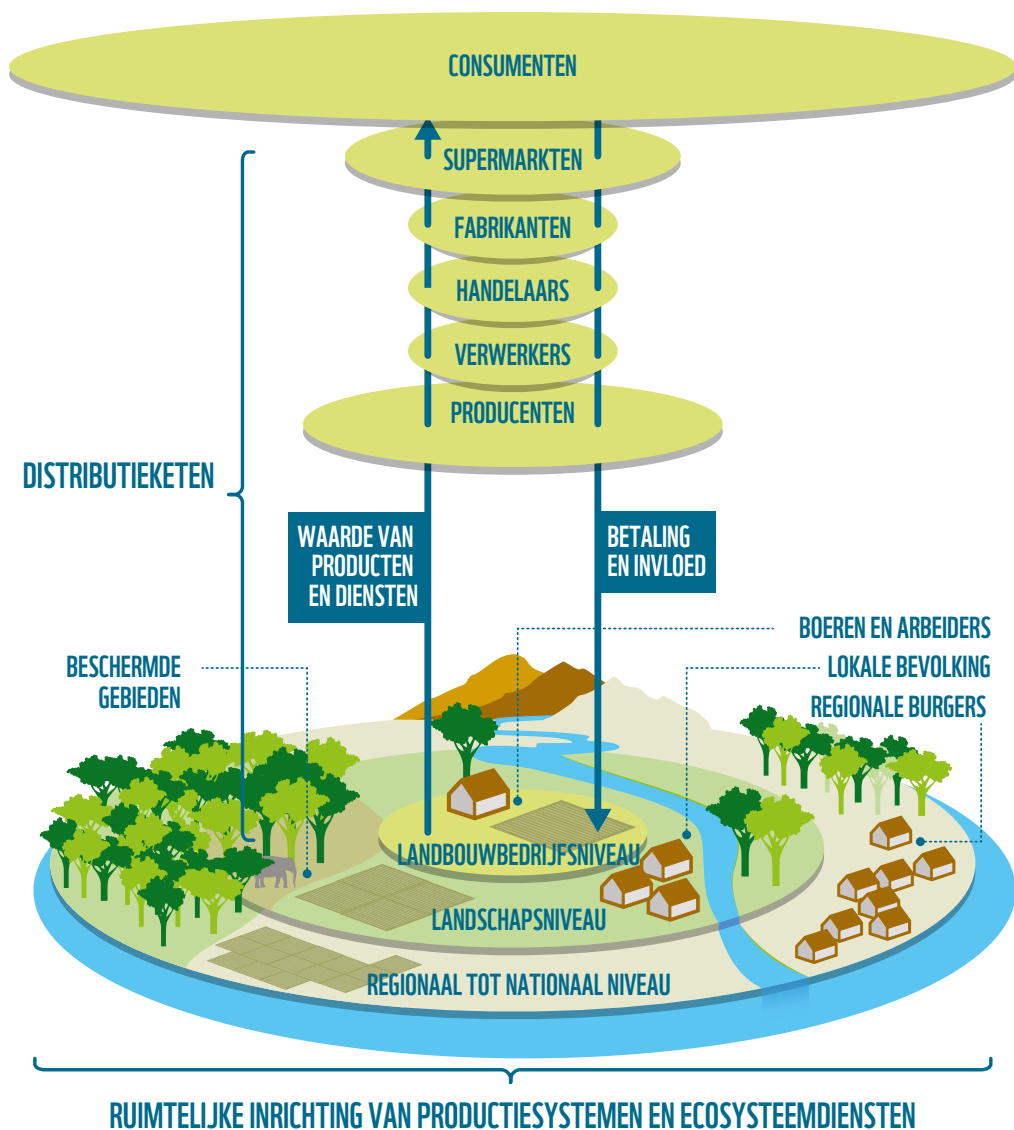 CONSUMENTEN
SUPERMARKTEN
FABRIKANTEN
HANDELAARS
VERWERKERS
PRODUCENTEN
DISTRIBUTIEKETEN
WAARDE VAN
PRODUCTEN
EN DIENSTEN
BETALING
EN INVLOED
BOEREN EN ARBEIDERS
LOKALE BEVOLKING
REGIONALE BURGERS
BESCHERMDE
GEBIEDEN
LANDBOUWBEDRIJFSNIVEAU
LANDSCHAPSNIVEAU
REGIONAAL TOT NATIONAAL NIVEAU
RUIMTELIJKE INRICHTING VAN PRODUCTIESYSTEMEN EN ECOSYSTEEMDIENSTEN